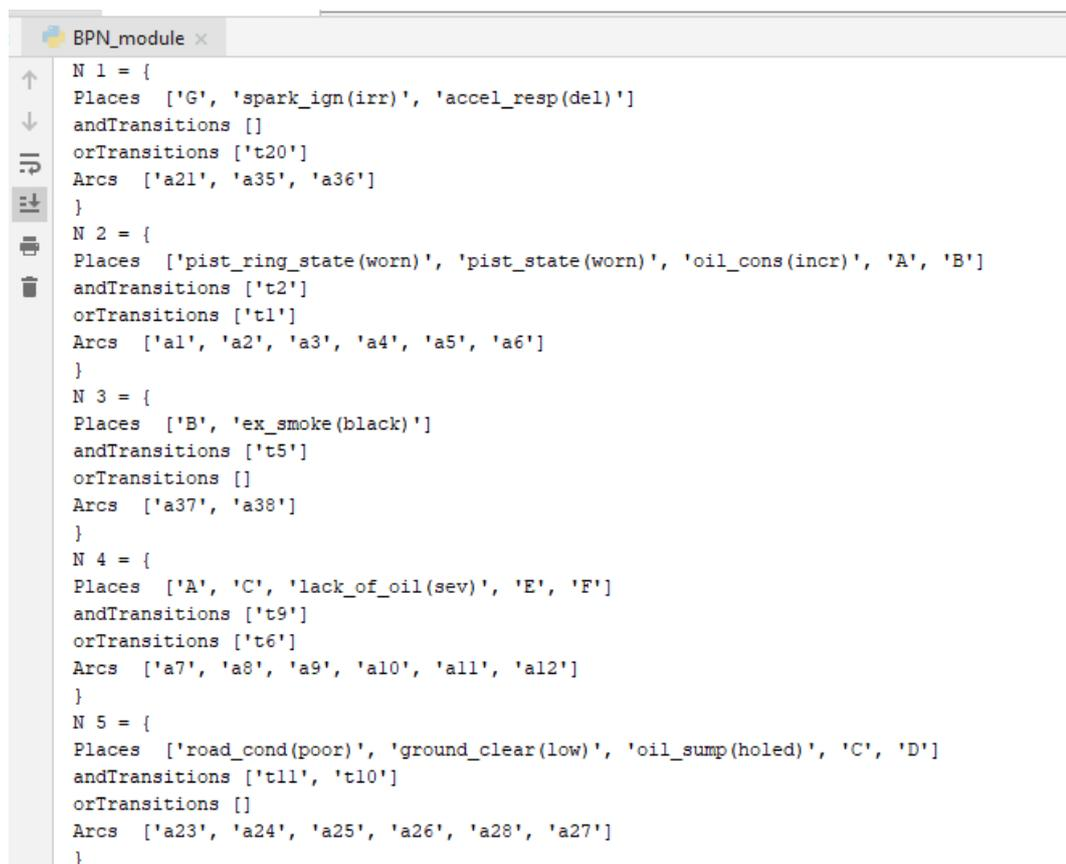 BPN_module ×
N 1 = {
Places  ['G', 'spark_ign(irr)', 'accel_resp(del)']
andTransitions []
orTransitions ['t20']
Arcs  ['a21', 'a35', 'a36']
}
N 2 = {
Places  ['pist_ring_state(worn)', 'pist_state(worn)', 'oil_cons(incr)', 'A', 'B']
andTransitions ['t2']
orTransitions ['t1']
Arcs  ['a1', 'a2', 'a3', 'a4', 'a5', 'a6']
}
N 3 = {
Places  ['B', 'ex_smoke(black)']
andTransitions ['t5']
orTransitions []
Arcs  ['a37', 'a38']
}
N 4 = {
Places  ['A', 'C', 'lack_of_oil(sev)', 'E', 'F']
andTransitions ['t9']
orTransitions ['t6']
Arcs  ['a7', 'a8', 'a9', 'a10', 'a11', 'a12']
}
N 5 = {
Places  ['road_cond(poor)', 'ground_clear(low)', 'oil_sump(holed)', 'C', 'D']
andTransitions ['t11', 't10']
orTransitions []
Arcs  ['a23', 'a24', 'a25', 'a26', 'a28', 'a27']
}